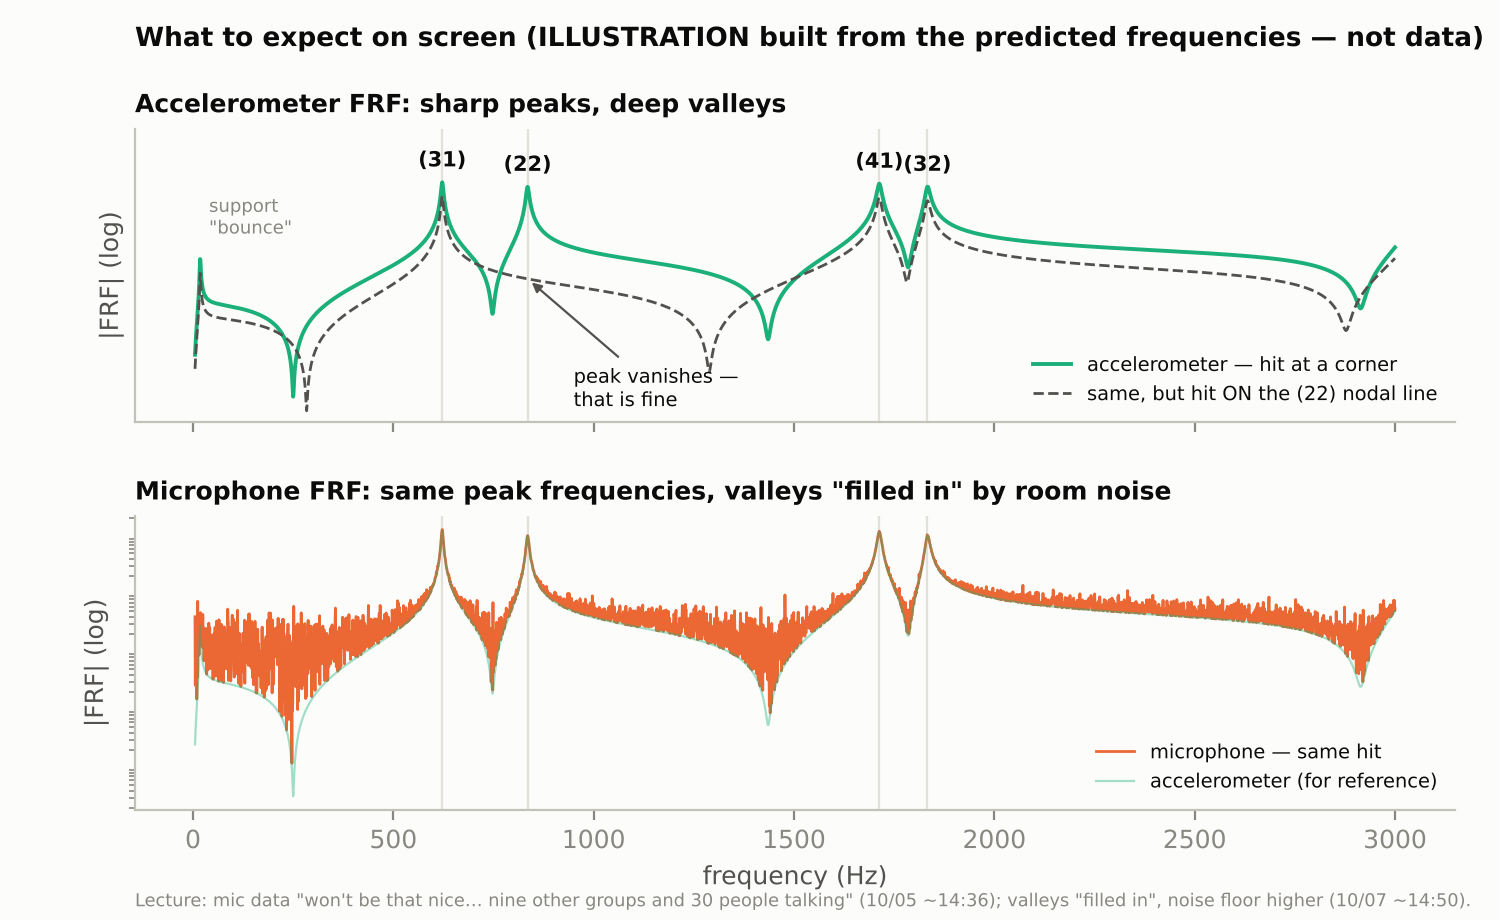 What to expect on screen (ILLUSTRATION built from the predicted frequencies — not data)
Accelerometer FRF: sharp peaks, deep valleys
|FRF| (log)
(31)
(22)
(41)
(32)
support
"bounce"
peak vanishes —
that is fine
accelerometer — hit at a corner
same, but hit ON the (22) nodal line
Microphone FRF: same peak frequencies, valleys "filled in" by room noise
|FRF| (log)
microphone — same hit
accelerometer (for reference)
0 500 1000 1500 2000 2500 3000
frequency (Hz)
Lecture: mic data "won't be that nice... nine other groups and 30 people talking" (10/05 ~14:36); valleys "filled in", noise floor higher (10/07 ~14:50).